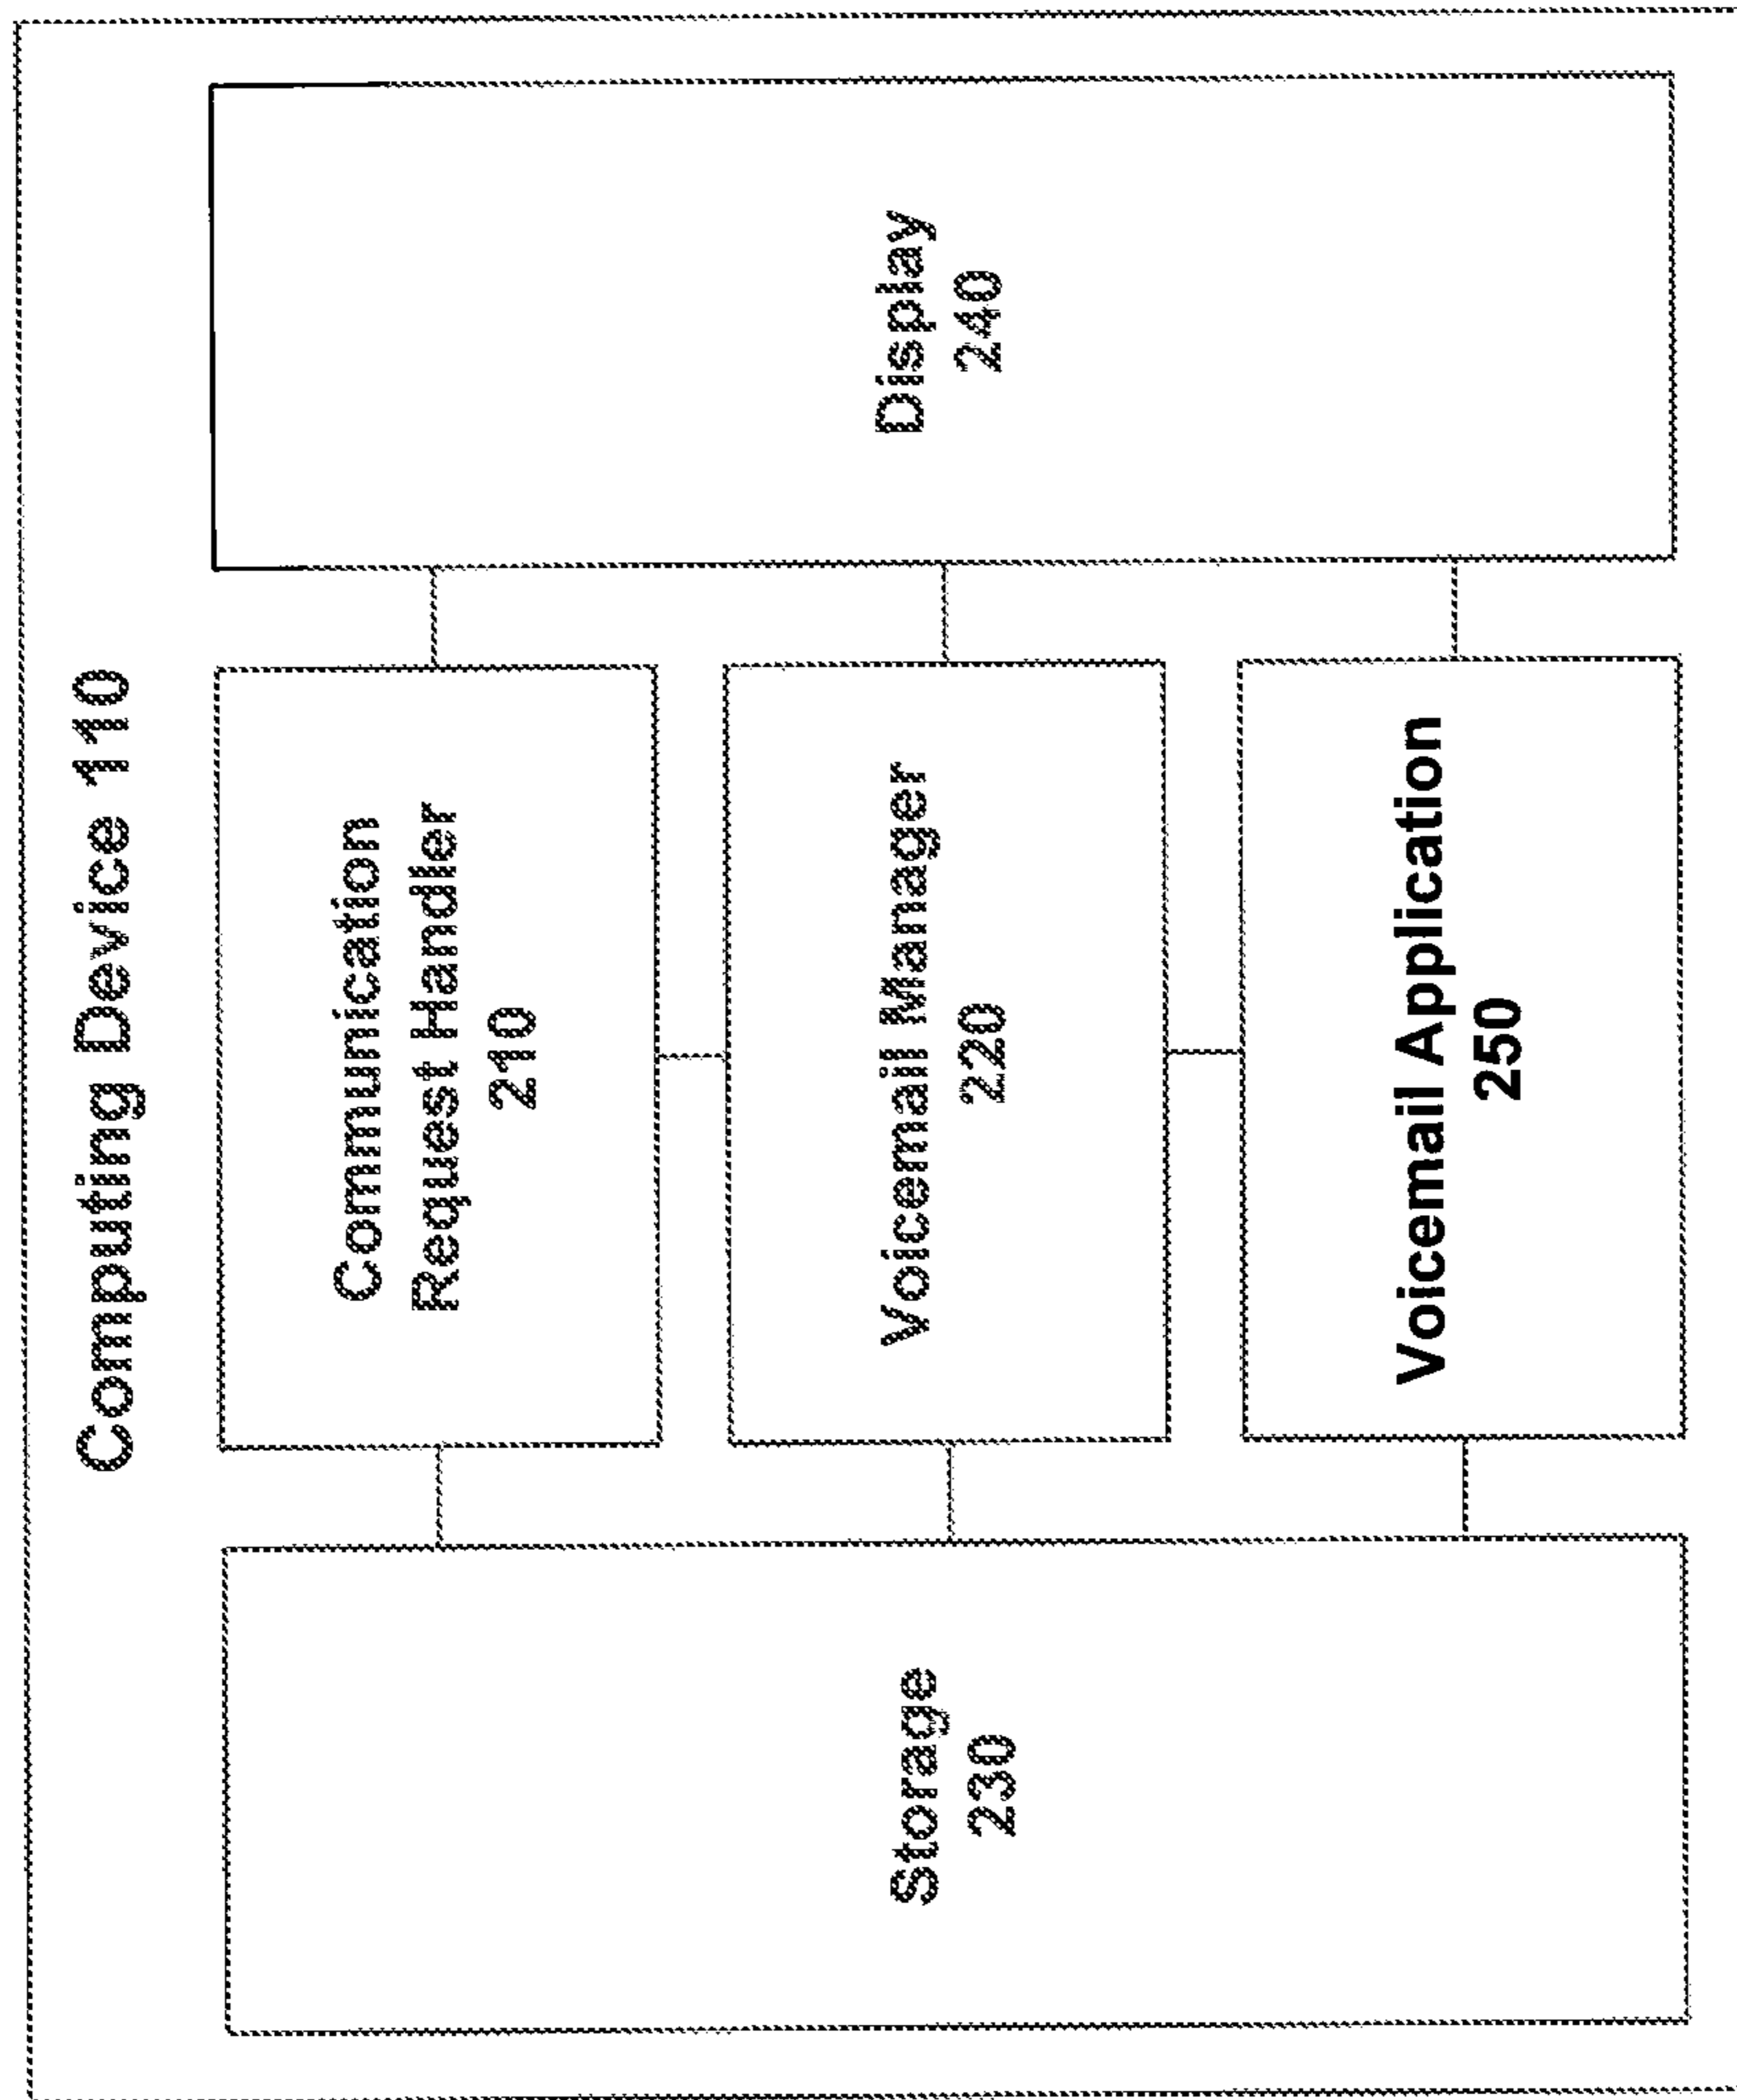 Computing Device 110
Storage
230
Communication
Request Handler
210
Voicemail Manager
220
Voicemail Application
250
Display
240